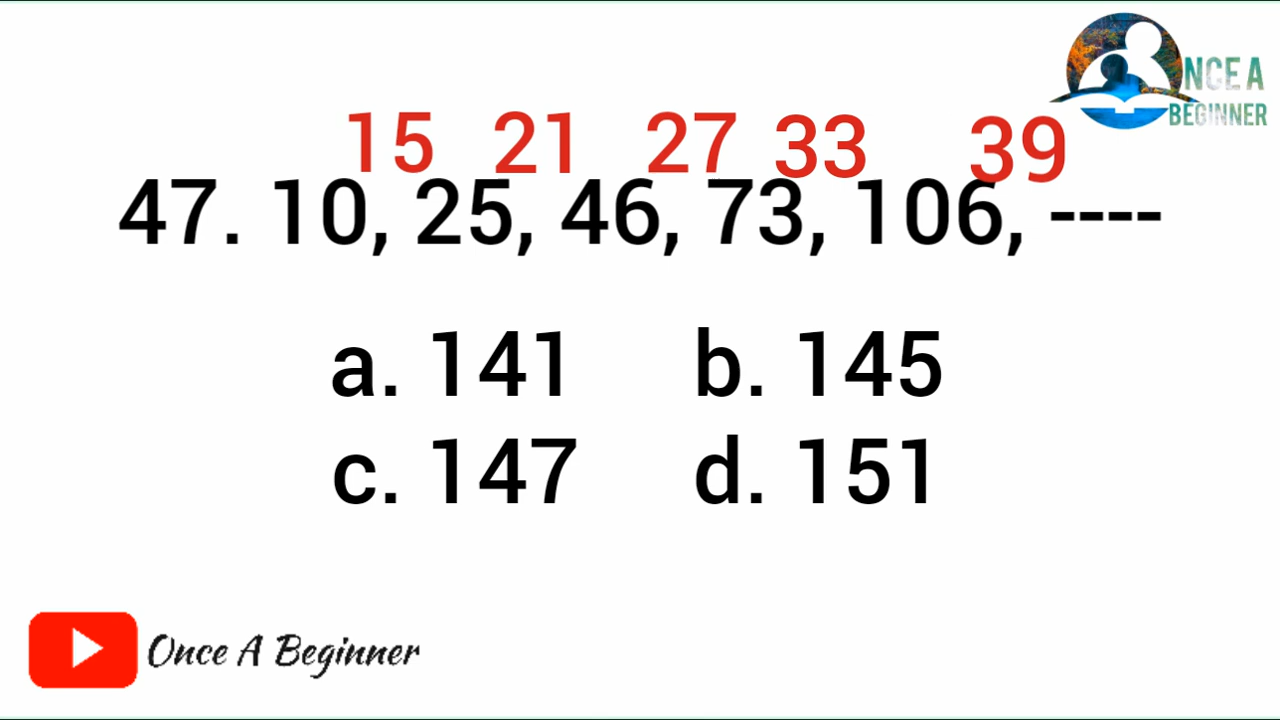 NCE A
BEGINNER
15 21 27 33 39
47. 10, 25, 46, 73, 106, ----
a. 141 b. 145
c. 147 d. 151
Once A Beginner